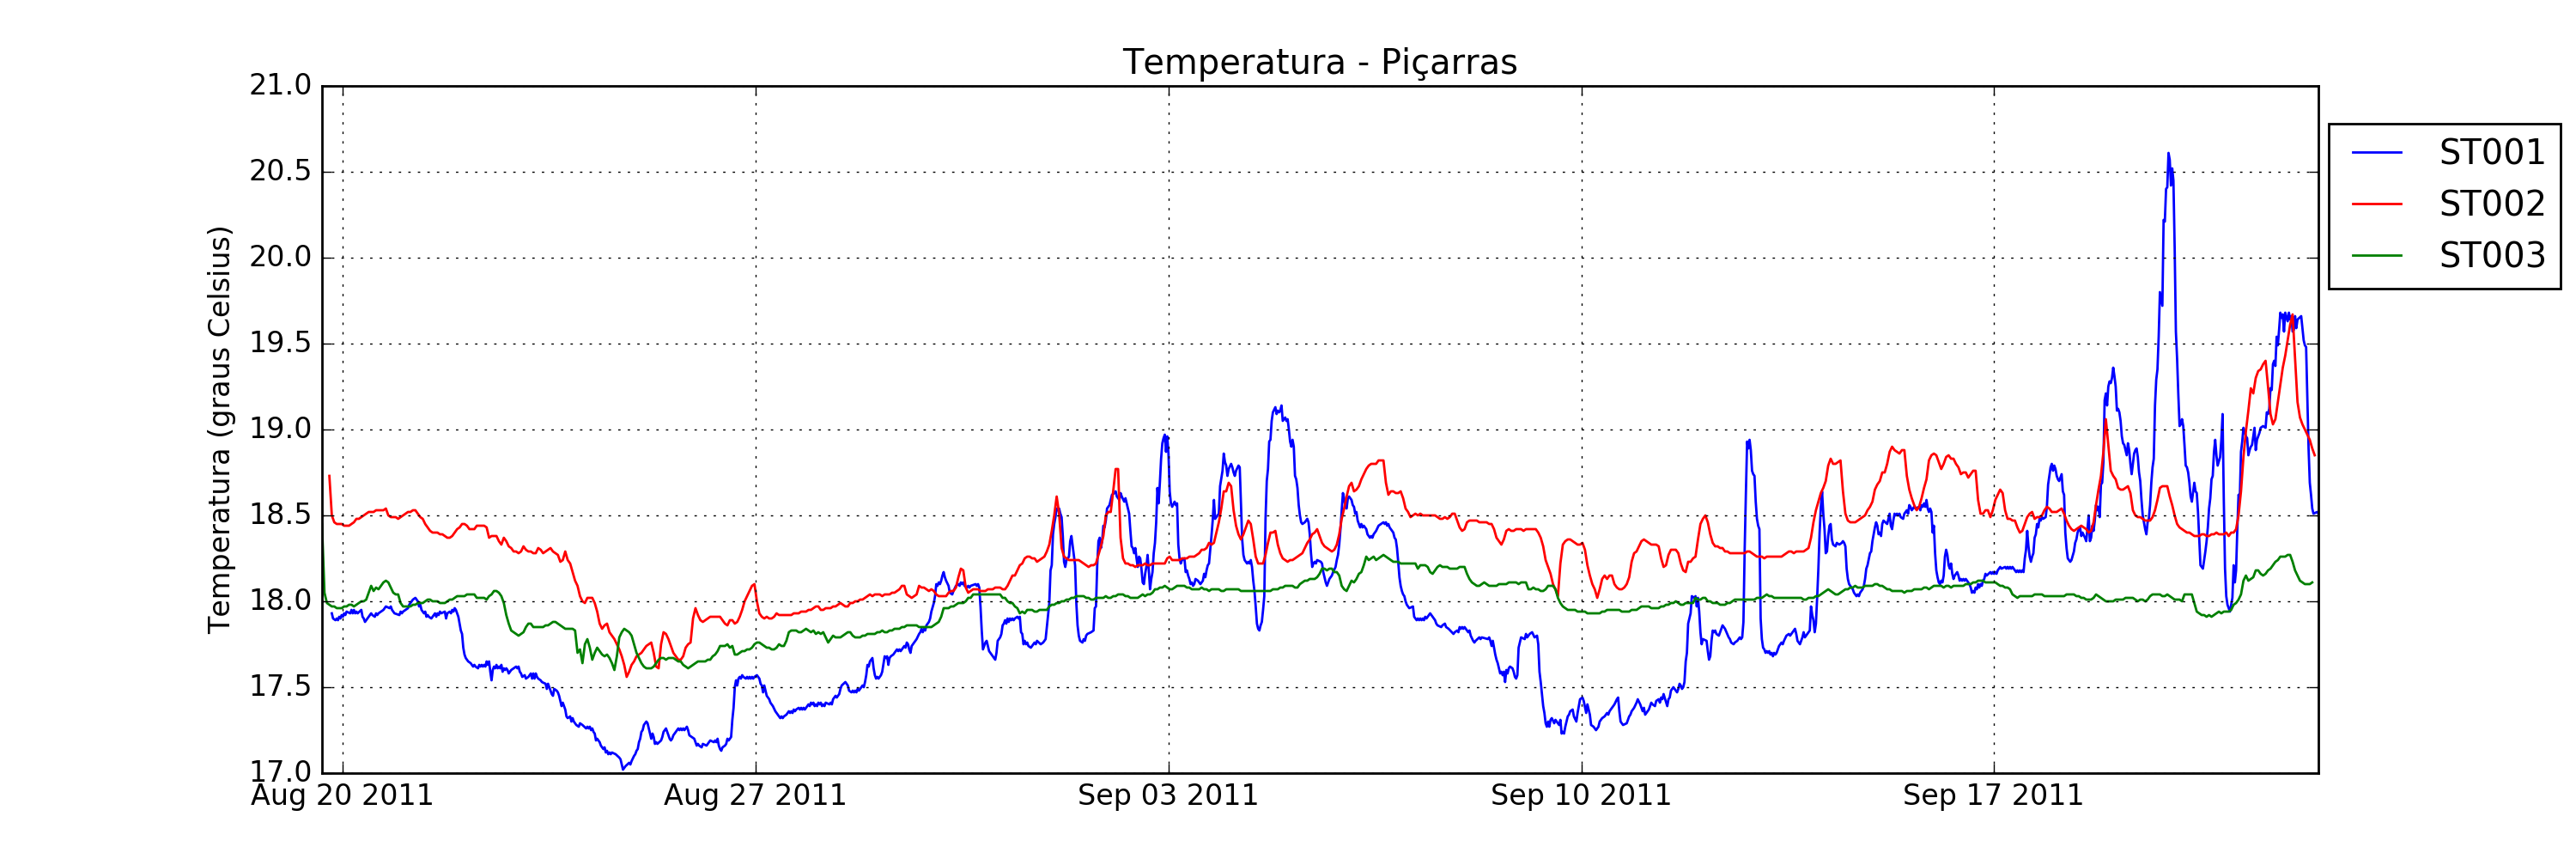 Temperatura - Piçarras
Temperatura (graus Celsius)
21.0
20.5
20.0
19.5
19.0
18.5
18.0
17.5
17.0
Aug 20 2011
Aug 27 2011
Sep 03 2011
Sep 10 2011
Sep 17 2011
ST001
ST002
ST003